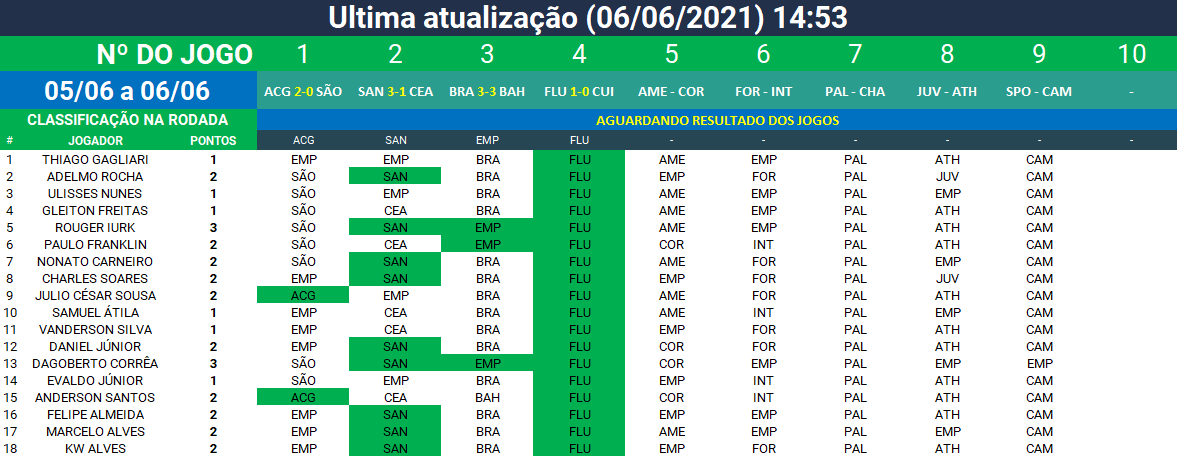 Ultima atualização (06/06/2021) 14:53
Nº DO JOGO 1 2 3 4 5 6 7 8 9 10
05/06 a 06/06 ACG 2-0 SÃO SAN 3-1 CEA BRA 3-3 BAH FLU 1-0 CUI AME - COR FOR - INT PAL - CHA JUV - ATH SPO - CAM -
CLASSIFICAÇÃO NA RODADA AGUARDANDO RESULTADO DOS JOGOS
# JOGADOR PONTOS ACG SAN EMP FLU - - - - - -
1 THIAGO GAGLIARI 1 EMP EMP BRA FLU AME EMP PAL ATH CAM
2 ADELMO ROCHA 2 SÃO SAN BRA FLU EMP FOR PAL JUV CAM
3 ULISSES NUNES 1 SÃO EMP BRA FLU AME EMP PAL EMP CAM
4 GLEITON FREITAS 1 SÃO CEA BRA FLU AME EMP PAL ATH CAM
5 ROUGER IURK 3 SÃO SAN EMP FLU AME EMP PAL ATH CAM
6 PAULO FRANKLIN 2 SÃO CEA EMP FLU COR INT PAL ATH CAM
7 NONATO CARNEIRO 2 SÃO SAN BRA FLU AME FOR PAL EMP CAM
8 CHARLES SOARES 2 EMP SAN BRA FLU EMP FOR PAL JUV CAM
9 JULIO CÉSAR SOUSA 2 ACG EMP BRA FLU AME FOR PAL ATH CAM
10 SAMUEL ÁTILA 1 EMP CEA BRA FLU AME INT PAL EMP CAM
11 VANDERSON SILVA 1 EMP CEA BRA FLU EMP FOR PAL ATH CAM
12 DANIEL JÚNIOR 2 EMP SAN BRA FLU COR FOR PAL ATH CAM
13 DAGOBERTO CORRÊA 3 SÃO SAN EMP FLU COR EMP PAL EMP EMP
14 EVALDO JÚNIOR 1 SÃO EMP BRA FLU EMP INT PAL ATH CAM
15 ANDERSON SANTOS 2 ACG CEA BAH FLU COR INT PAL ATH CAM
16 FELIPE ALMEIDA 2 EMP SAN BRA FLU EMP EMP PAL EMP CAM
17 MARCELO ALVES 2 EMP SAN BRA FLU AME EMP PAL EMP CAM
18 KW ALVES 2 EMP SAN BRA FLU EMP FOR PAL ATH CAM